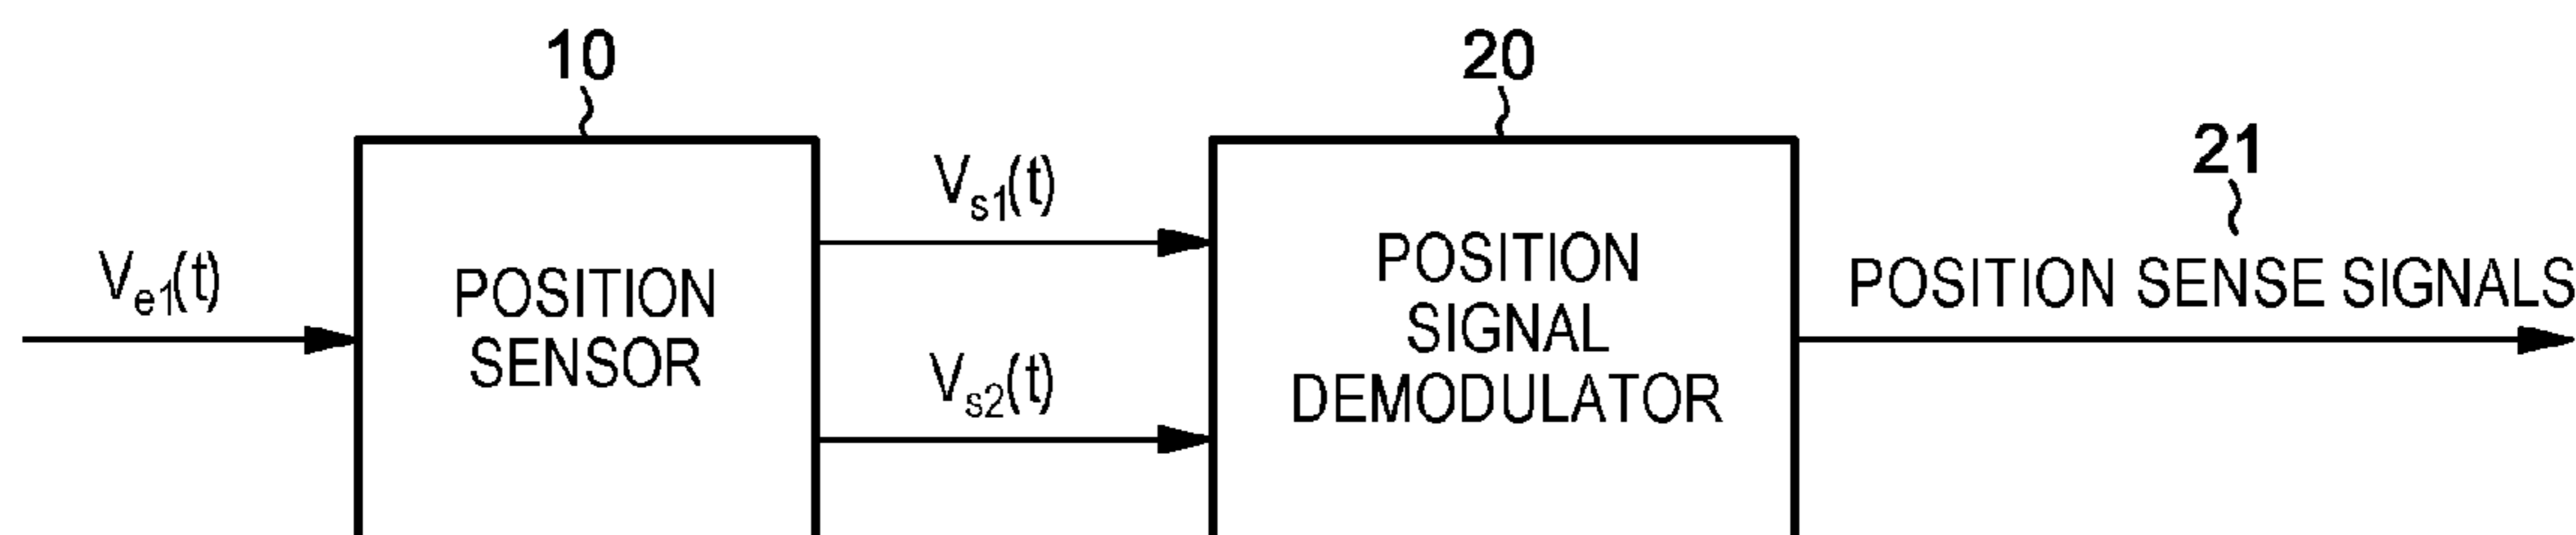 10
20
21
Ve1(t)
POSITION
SENSOR
Vs1(t)
Vs2(t)
POSITION
SIGNAL
DEMODULATOR
POSITION SENSE SIGNALS